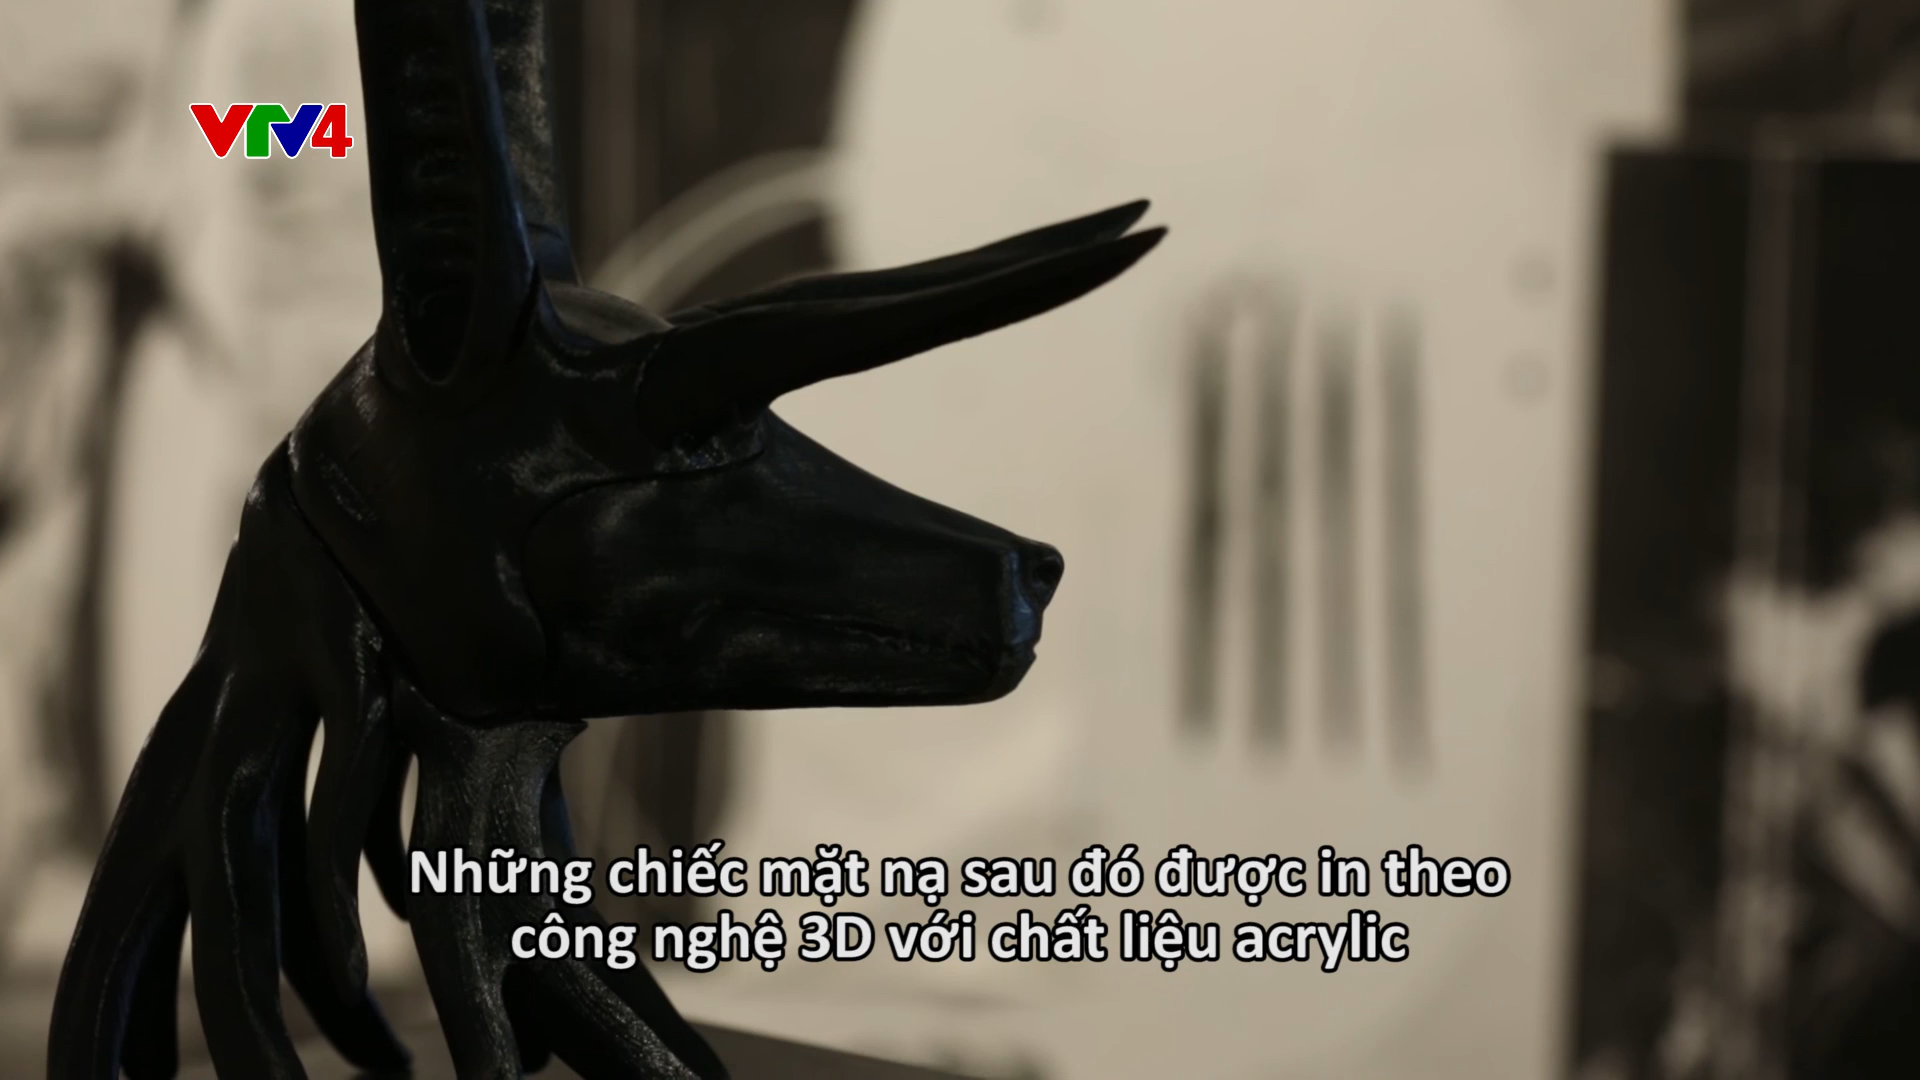 VTV4
Những chiếc mặt nạ sau đó được in theo
công nghệ 3D với chất liệu acrylic